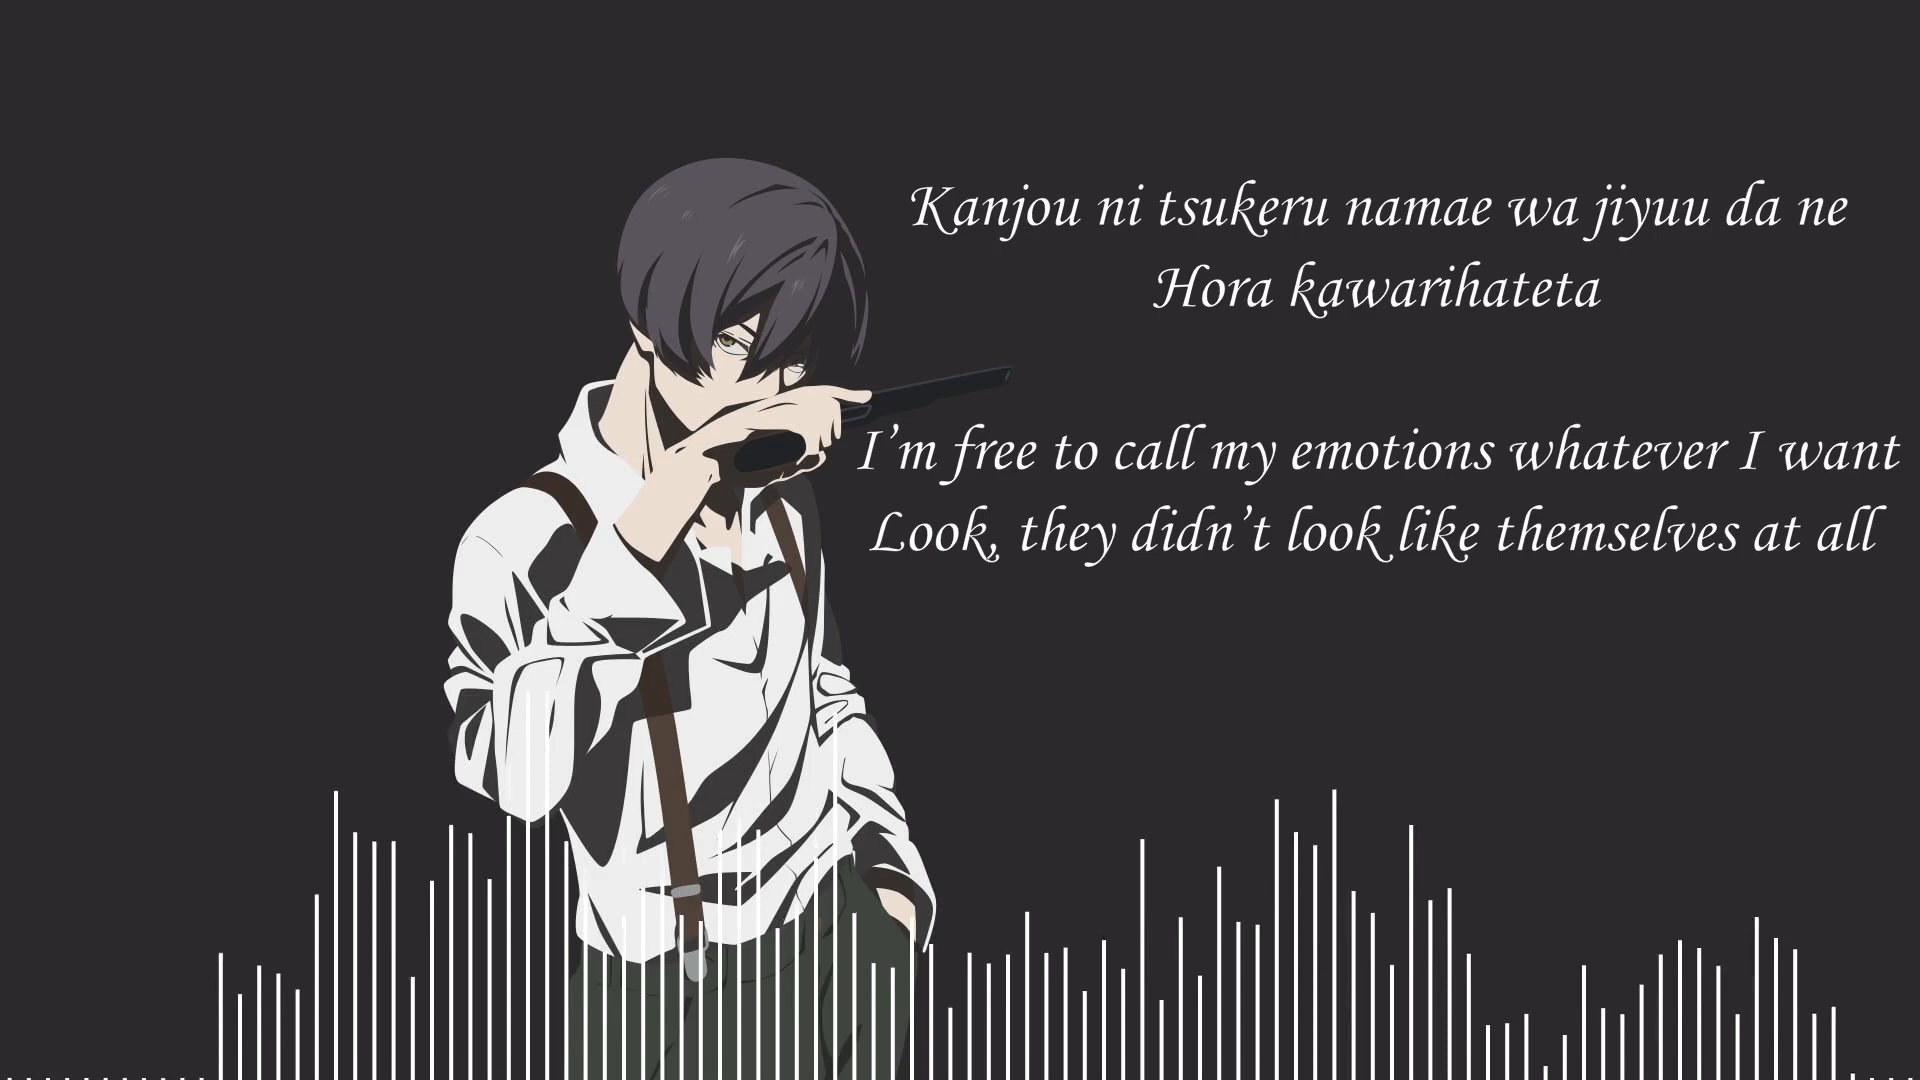 Kanjou ni tsukeru namae wa jiyuu da ne
Hora kawarihateta
I’m free to call my emotions whatever I want
Look, they didn’t look like themselves at all